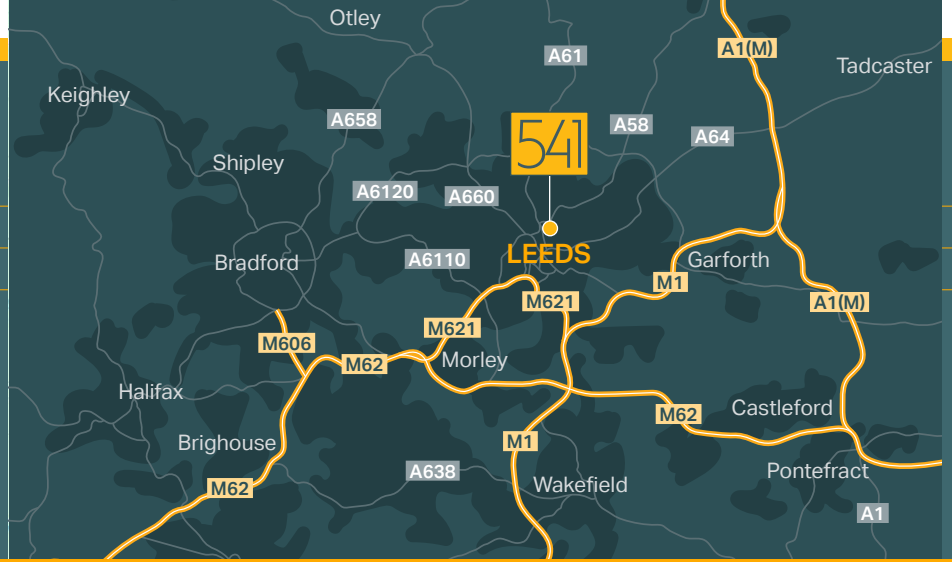 Otley
A61
A1(M)
Tadcaster
Keighley
A658
541
A58
A64
Shipley
A6120
A660
LEEDS
Bradford
A6110
Garforth
M1
M621
A1(M)
M621
M606
M62
Morley
Halifax
Castleford
M62
Brighouse
M1
A638
Pontefract
M62
Wakefield
A1